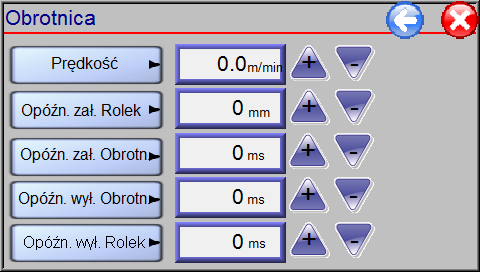 Obrotnica
Prędkość 0.0 m/min + -
Opóźn. zał. Rolek 0 mm + -
Opóźn. zał. Obrotn 0 ms + -
Opóźn. wył. Obrotn 0 ms + -
Opóźn. wył. Rolek 0 ms + -